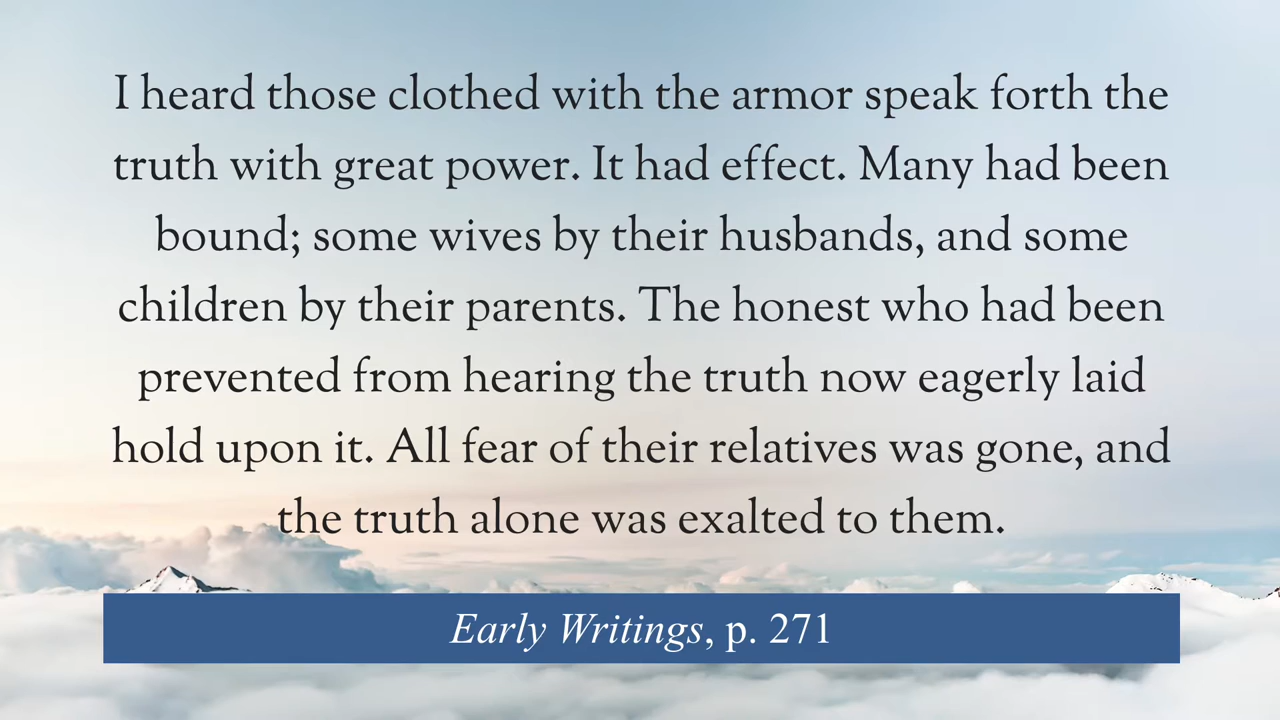 I heard those clothed with the armor speak forth the
truth with great power. It had effect. Many had been
bound; some wives by their husbands, and some
children by their parents. The honest who had been
prevented from hearing the truth now eagerly laid
hold upon it. All fear of their relatives was gone, and
the truth alone was exalted to them.
Early Writings, p. 271